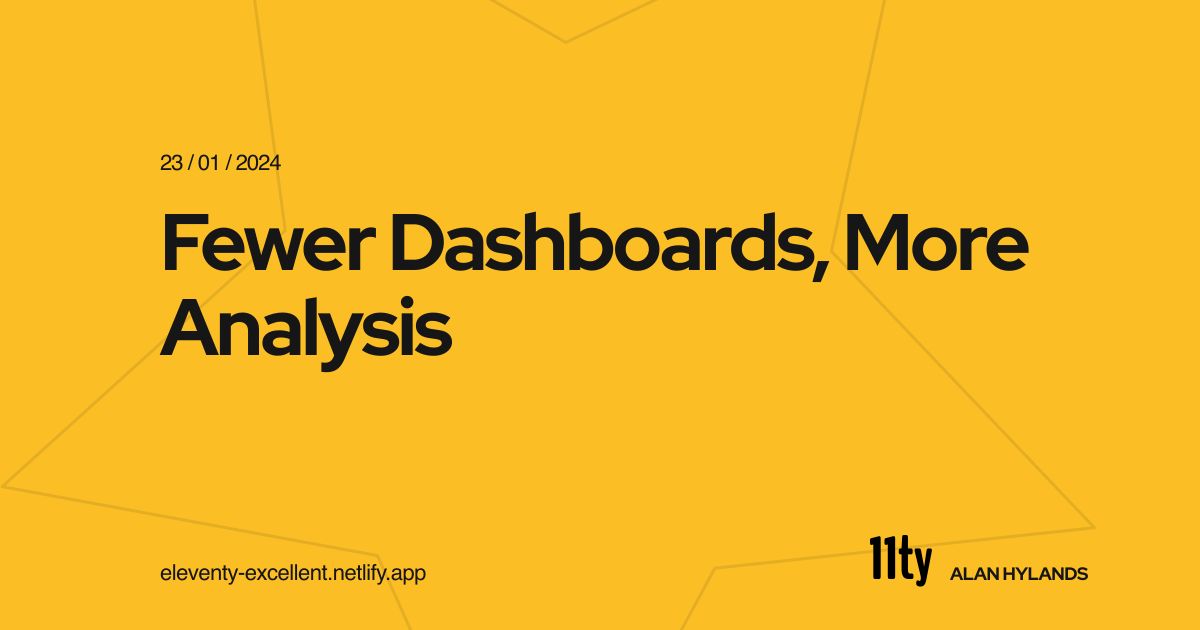 23 / 01 / 2024
Fewer Dashboards, More
Analysis
eleventy-excellent.netlify.app
11ty ALAN HYLANDS